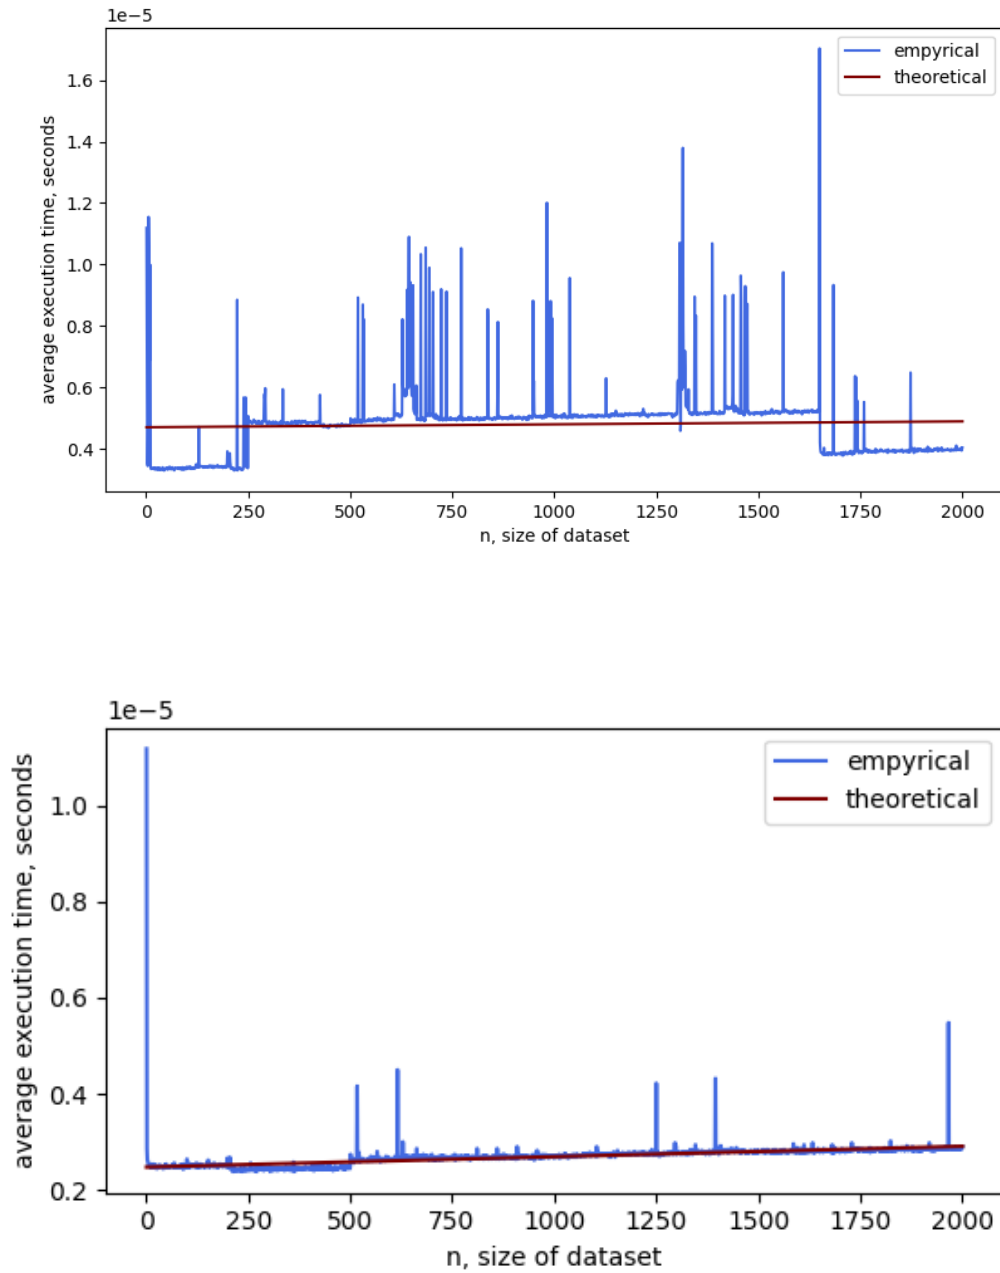 1e−5
empyrical
theoretical
average execution time, seconds
1.6
1.4
1.2
1.0
0.8
0.6
0.4
0 250 500 750 1000 1250 1500 1750 2000
n, size of dataset
1e−5
empyrical
theoretical
average execution time, seconds
1.0
0.8
0.6
0.4
0.2
0 250 500 750 1000 1250 1500 1750 2000
n, size of dataset